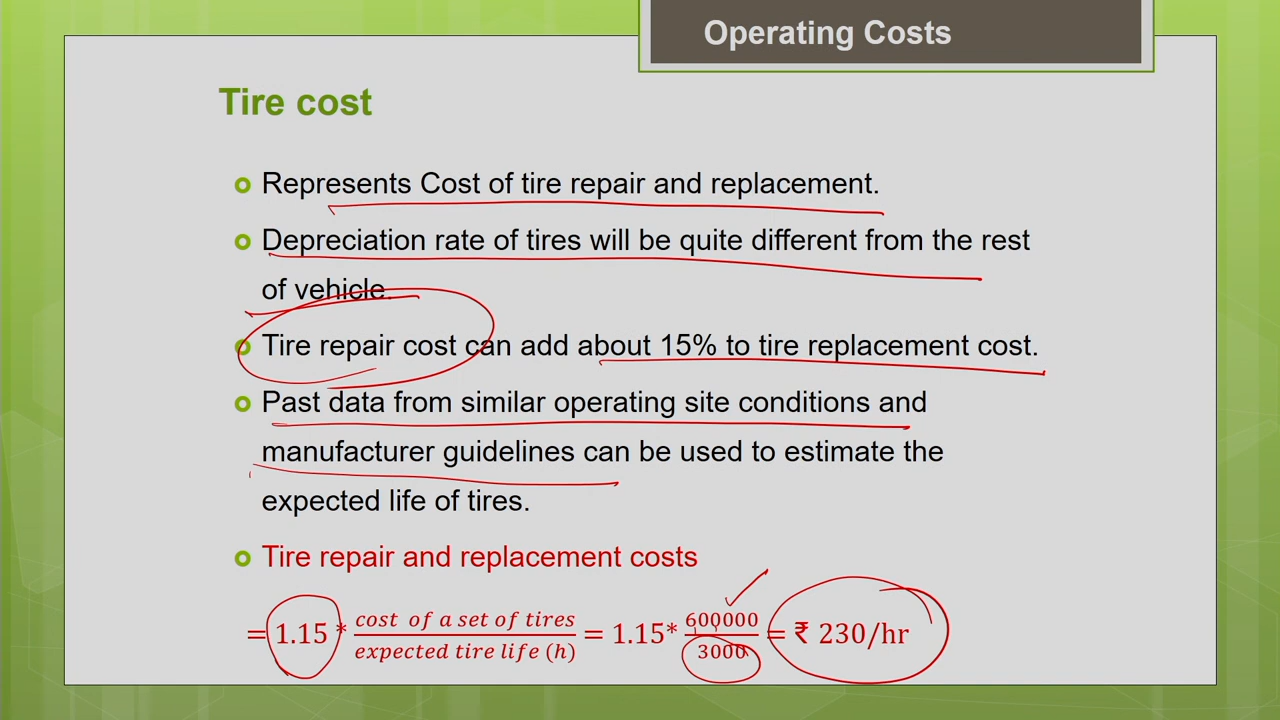 Operating Costs
Tire cost
Represents Cost of tire repair and replacement.
Depreciation rate of tires will be quite different from the rest
of vehicle.
Tire repair cost can add about 15% to tire replacement cost.
Past data from similar operating site conditions and
manufacturer guidelines can be used to estimate the
expected life of tires.
Tire repair and replacement costs
= 1.15 * cost of a set of tires / expected tire life (h) = 1.15* 600000 / 3000 = ₹ 230/hr